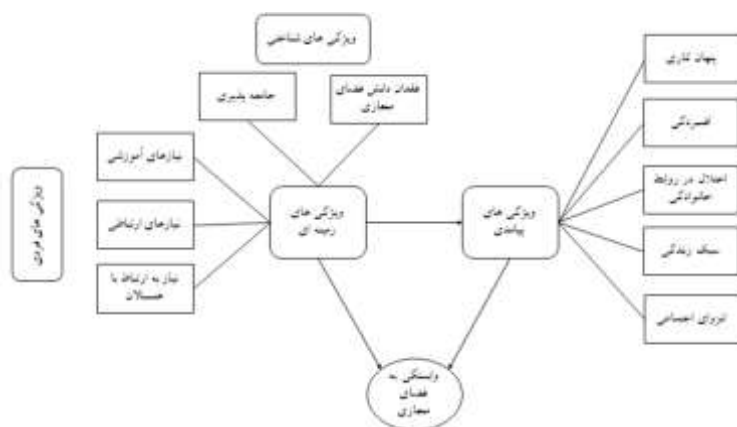 ویژگی های شناختی
جامعه پذیری
فقدان دانش فضای
مجازی
پنهان کاری
افسردگی
اختلال در روابط
خانوادگی
سبک زندگی
انزوای اجتماعی
ویژگی های
پیامدی
ویژگی های
زمینه ای
نیازهای آموزشی
نیازهای ارتباطی
نیاز به ارتباط با
همسالان
ویژگی های فردی
وابستگی به
فضای
مجازی